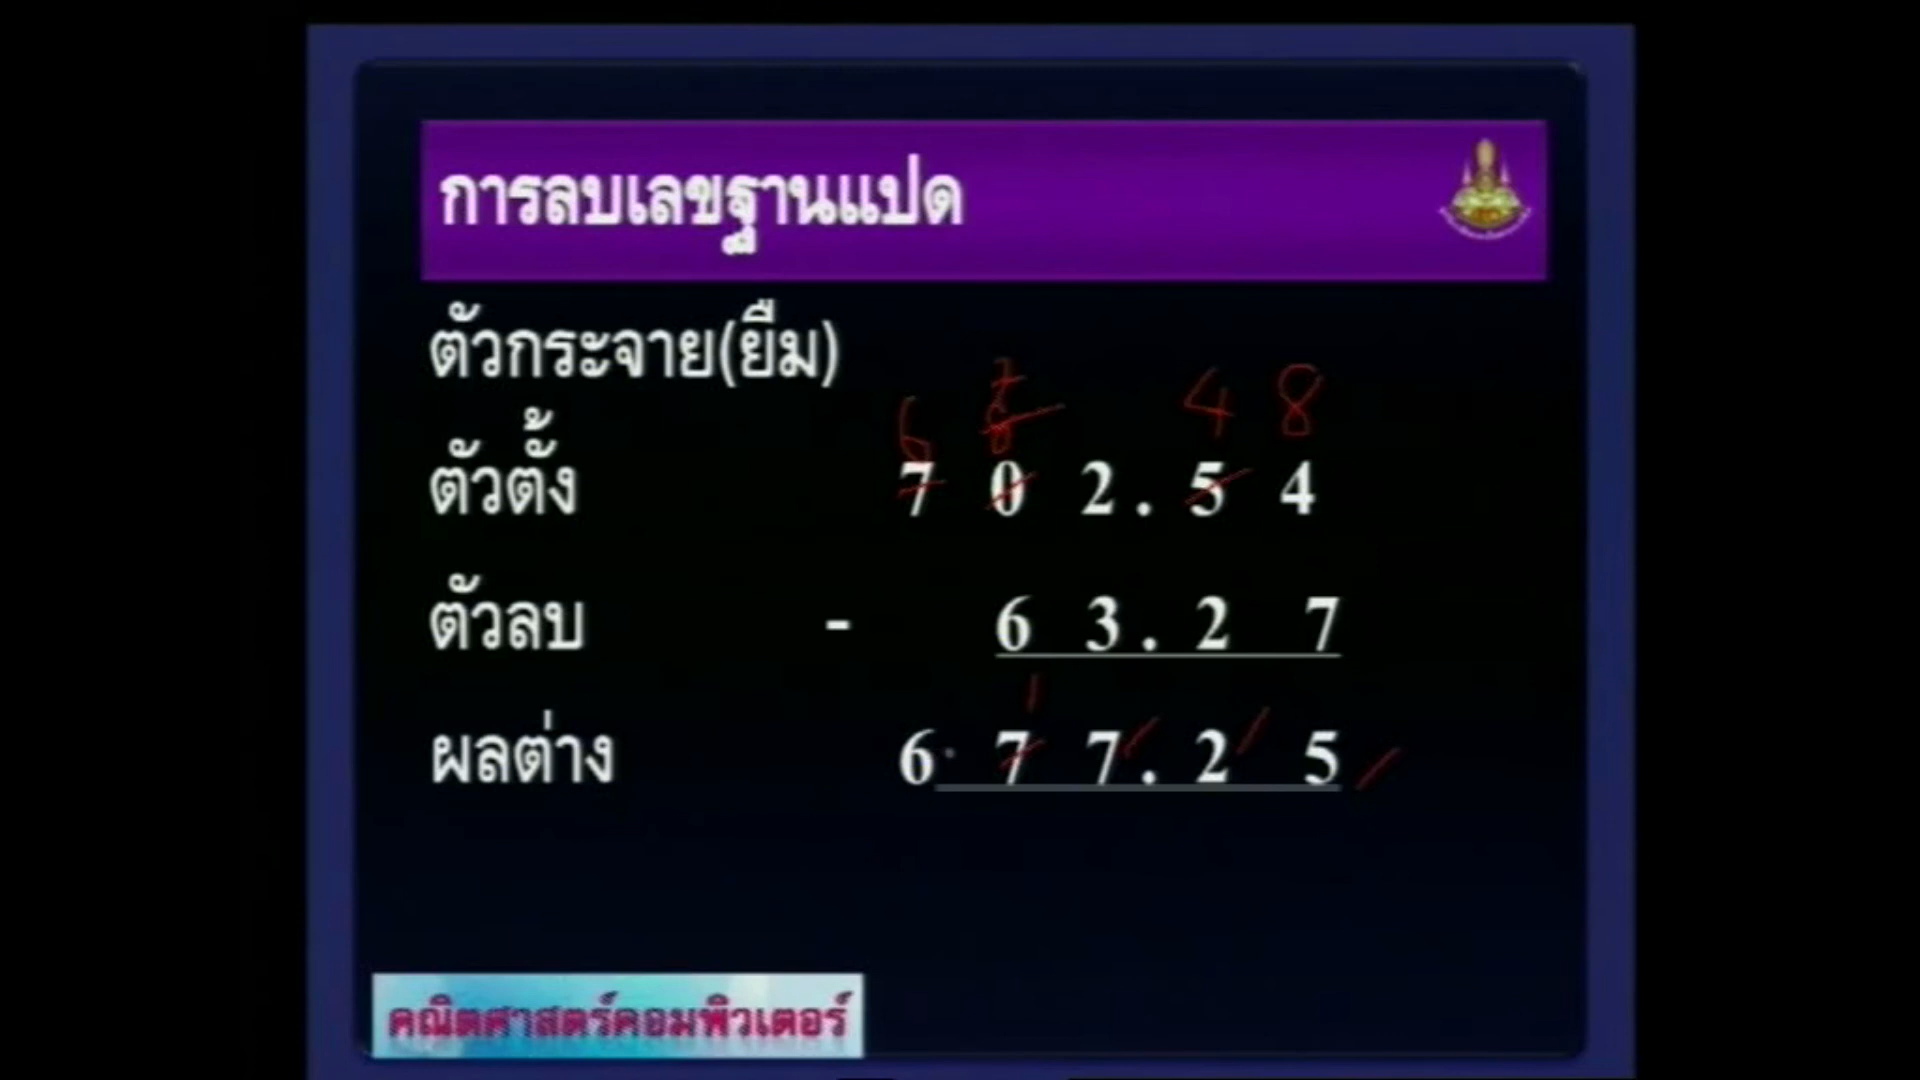 การลบเลขฐานแปด
ตัวกระจาย(ยืม)
6 7 8 4 8
ตัวตั้ง 7 0 2 . 5 4
ตัวลบ - 6 3 . 2 7
1
ผลต่าง 6 7 7 . 2 5
คณิตศาสตร์คอมพิวเตอร์